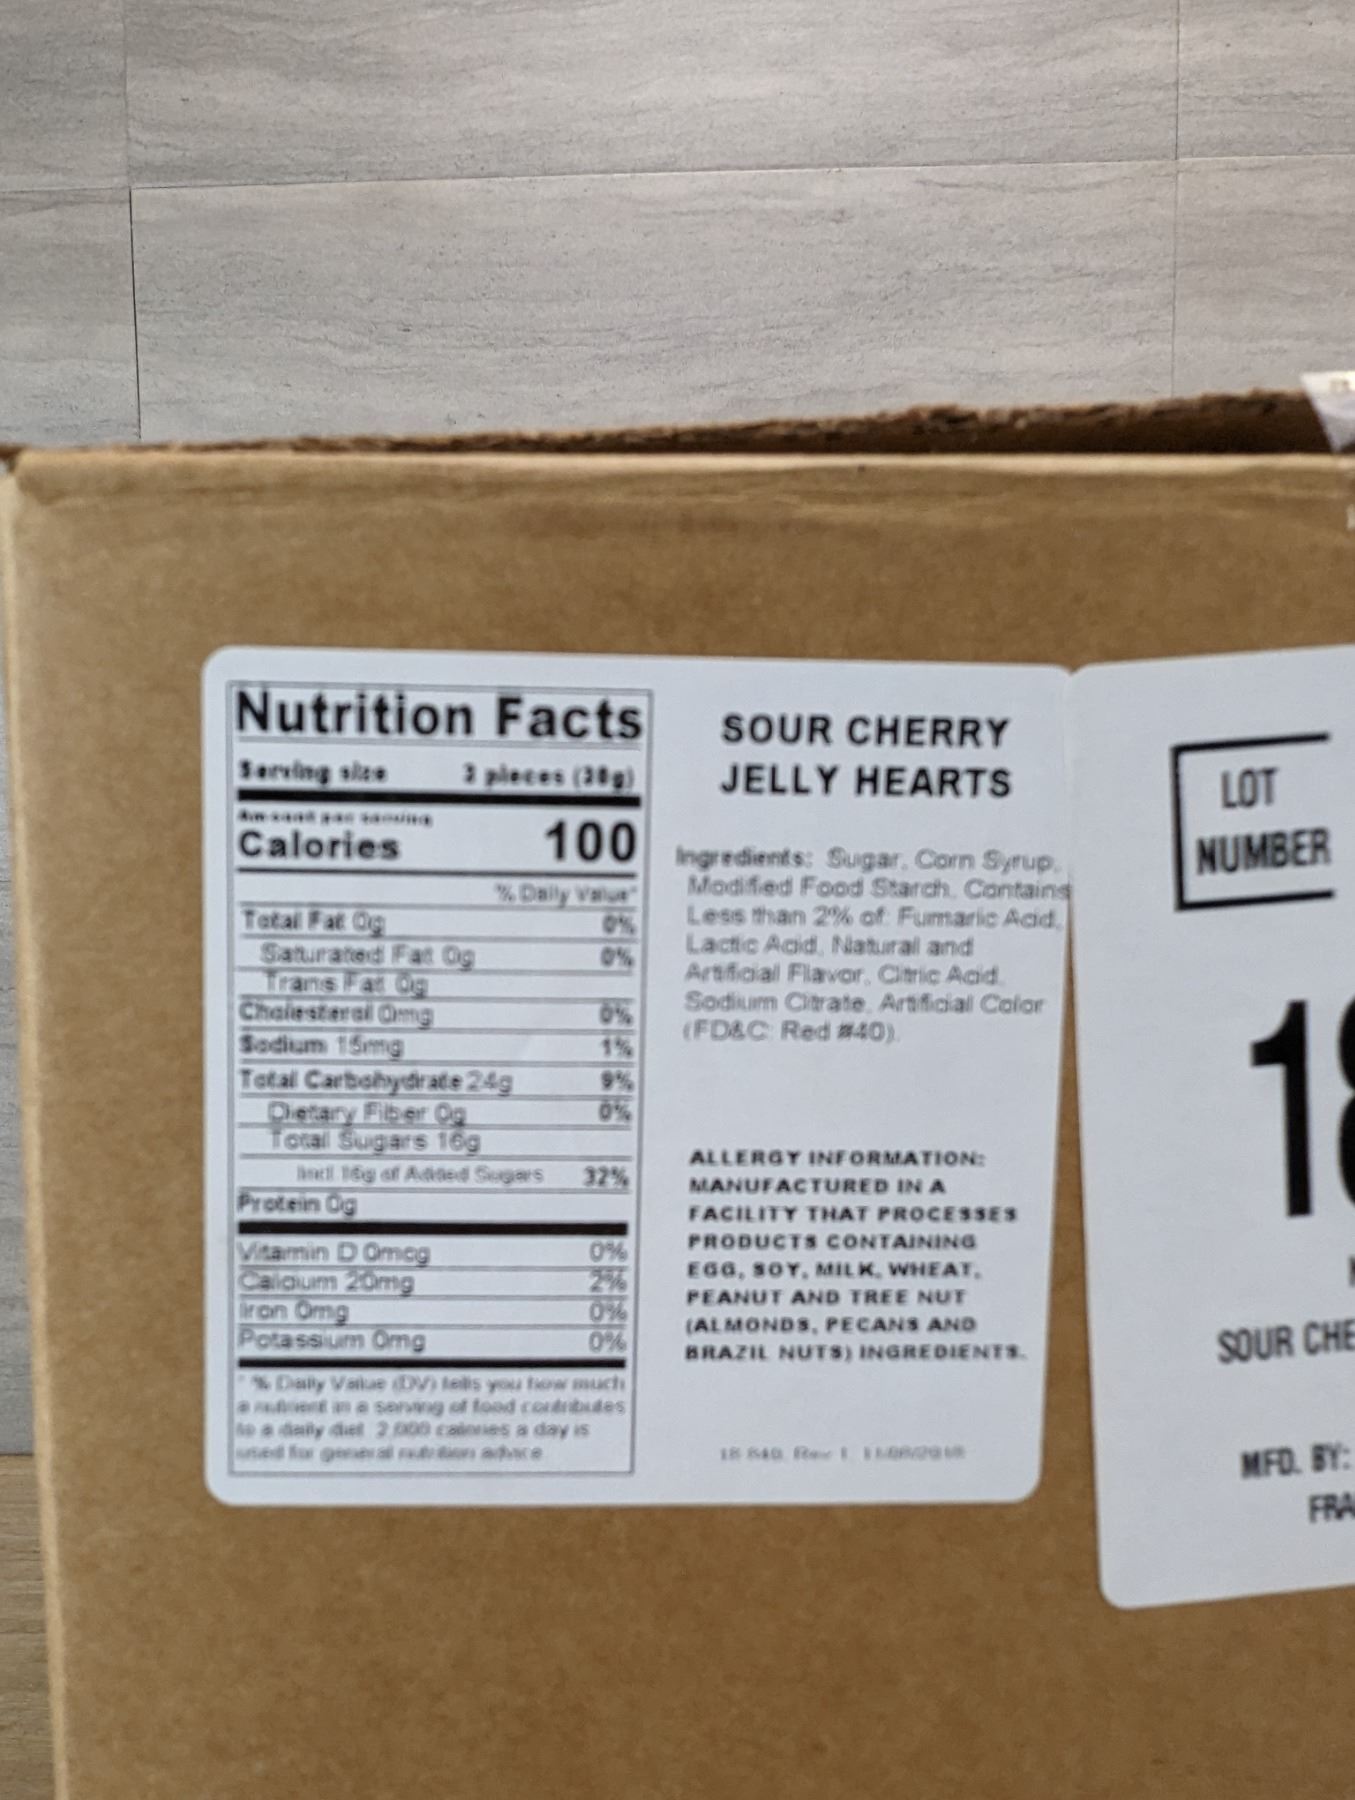 Nutrition Facts
Serving size 3 pieces (38g)
Amount per serving
Calories 100
% Daily Value*
Total Fat 0g 0%
Saturated Fat 0g 0%
Trans Fat 0g
Cholesterol 0mg 0%
Sodium 15mg 1%
Total Carbohydrate 24g 9%
Dietary Fiber 0g 0%
Total Sugars 16g
Incl 16g of Added Sugars 32%
Protein 0g
Vitamin D 0mcg 0%
Calcium 20mg 2%
Iron 0mg 0%
Potassium 0mg 0%
* % Daily Value (DV) tells you how much
a nutrient in a serving of food contributes
to a daily diet 2,000 calories a day is
used for general nutrition advice
SOUR CHERRY
JELLY HEARTS
Ingredients: Sugar, Corn Syrup,
Modified Food Starch. Contains
Less than 2% of: Fumaric Acid,
Lactic Acid, Natural and
Artificial Flavor, Citric Acid,
Sodium Citrate, Artificial Color
(FD&C Red #40).
ALLERGY INFORMATION:
MANUFACTURED IN A
FACILITY THAT PROCESSES
PRODUCTS CONTAINING
EGG, SOY, MILK, WHEAT,
PEANUT AND TREE NUT
(ALMONDS, PECANS AND
BRAZIL NUTS) INGREDIENTS.
Rev 1
LOT
NUMBER
18
SOUR CHE
MFD. BY:
FRA